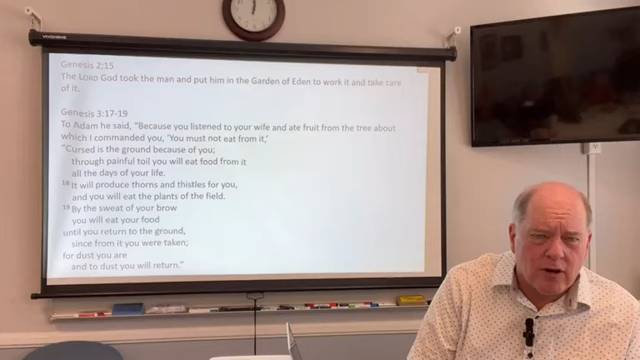 Genesis 2;15
The LORD God took the man and put him in the Garden of Eden to work it and take care
of it.
Genesis 3:17-19
To Adam he said, “Because you listened to your wife and ate fruit from the tree about
which I commanded you, ‘You must not eat from it,’
“Cursed is the ground because of you;
through painful toil you will eat food from it
all the days of your life.
18 It will produce thorns and thistles for you,
and you will eat the plants of the field.
19 By the sweat of your brow
you will eat your food
until you return to the ground,
since from it you were taken;
for dust you are
and to dust you will return.”